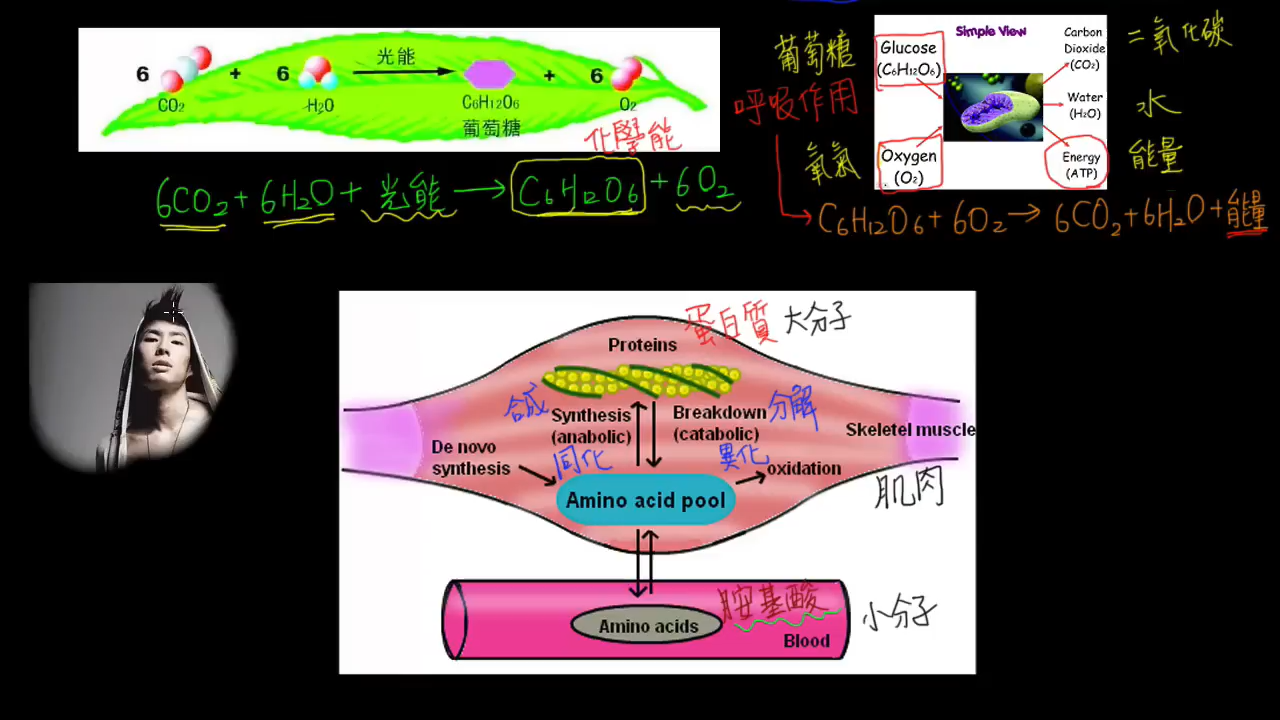 6 CO2 + 6 H2O 光能 C6H12O6 葡萄糖 + 6 O2
化學能
6CO2 + 6H2O + 光能 → C6H12O6 + 6O2
Simple View
葡萄糖
Glucose
(C6H12O6)
呼吸作用
氧氣
Oxygen
(O2)
Carbon
Dioxide
(CO2)
二氧化碳
Water
(H2O)
水
Energy
(ATP)
能量
C6H12O6 + 6O2 → 6CO2 + 6H2O + 能量
蛋白質 大分子
Proteins
合成
Synthesis
(anabolic)
同化
Breakdown
(catabolic)
分解
異化
De novo
synthesis
oxidation
Skeletel muscle
肌肉
Amino acid pool
胺基酸
小分子
Amino acids
Blood